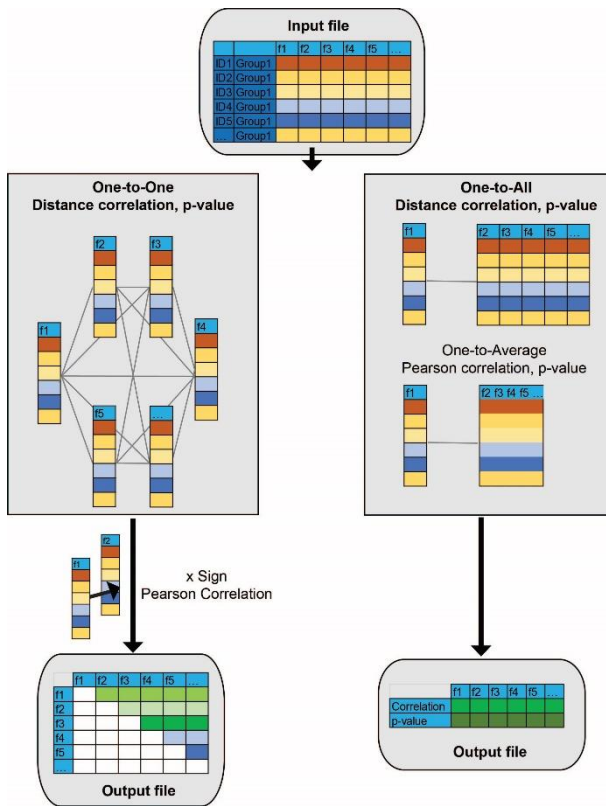 Input file
f1 f2 f3 f4 f5 ...
ID1 Group1
ID2 Group1
ID3 Group1
ID4 Group1
ID5 Group1
... Group1
One-to-One
Distance correlation, p-value
f2 f3
f1
f4
f5 ...
One-to-All
Distance correlation, p-value
f1 f2 f3 f4 f5 ...
One-to-Average
Pearson correlation, p-value
f1 f2 f3 f4 f5 ...
f2
f1
x Sign
Pearson Correlation
f1 f2 f3 f4 f5 ...
f1
f2
f3
f4
f5
...
Output file
f1 f2 f3 f4 f5 ...
Correlation
p-value
Output file